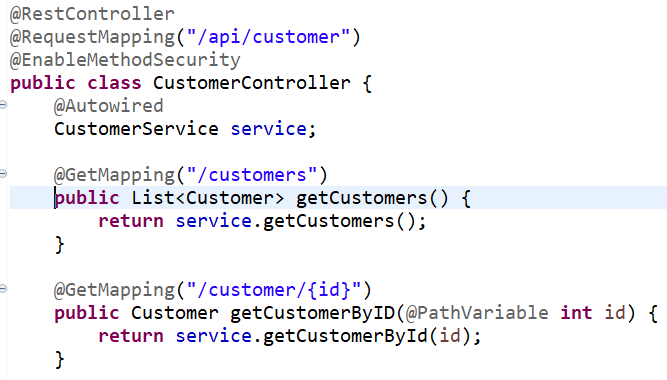 @RestController
@RequestMapping("/api/customer")
@EnableMethodSecurity
public class CustomerController {
    @Autowired
    CustomerService service;

    @GetMapping("/customers")
    public List<Customer> getCustomers() {
        return service.getCustomers();
    }

    @GetMapping("/customer/{id}")
    public Customer getCustomerByID(@PathVariable int id) {
        return service.getCustomerById(id);
    }